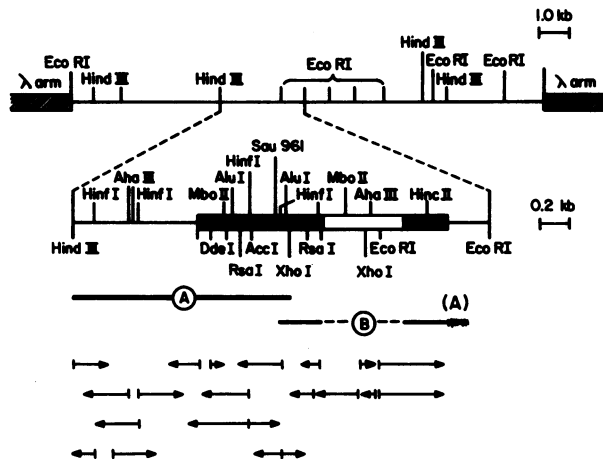 1.0 kb
Hind III
Eco RI
Eco RI
Eco RI
Eco RI
λ arm
Hind III
Hind III
Hind III
λ arm
Sau 961
Hinf I
Aha III
Alu I
Alu I
Mbo II
Hinf I
Hinf I
Mbo II
Hinf I
Aha III
Hinc II
0.2 kb
Hind III
Dde I
Acc I
Rsa I
Eco RI
Eco RI
Rsa I
Xho I
Xho I
A
(A)
B